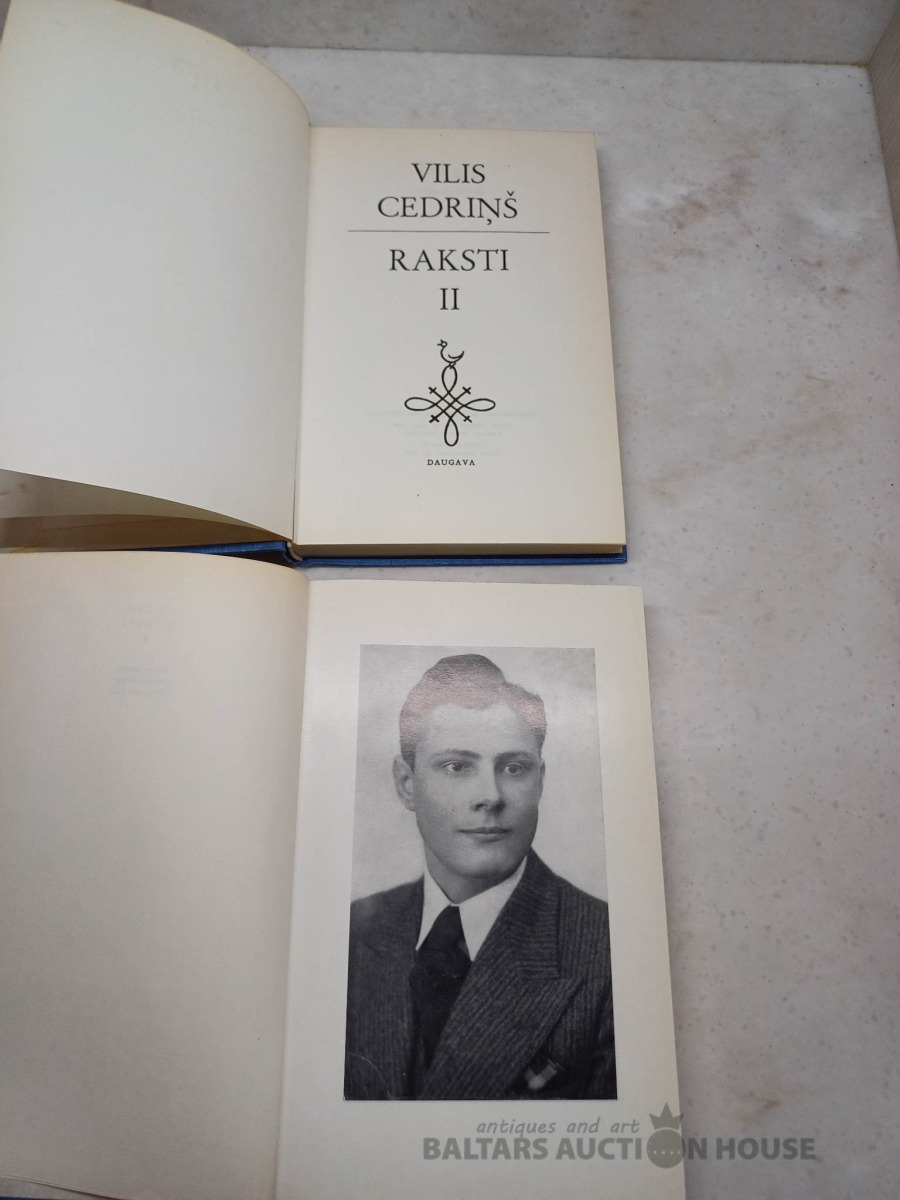 VILIS
CEDRIŅŠ
RAKSTI
II
DAUGAVA
antiques and art
BALTARS AUCTION HOUSE